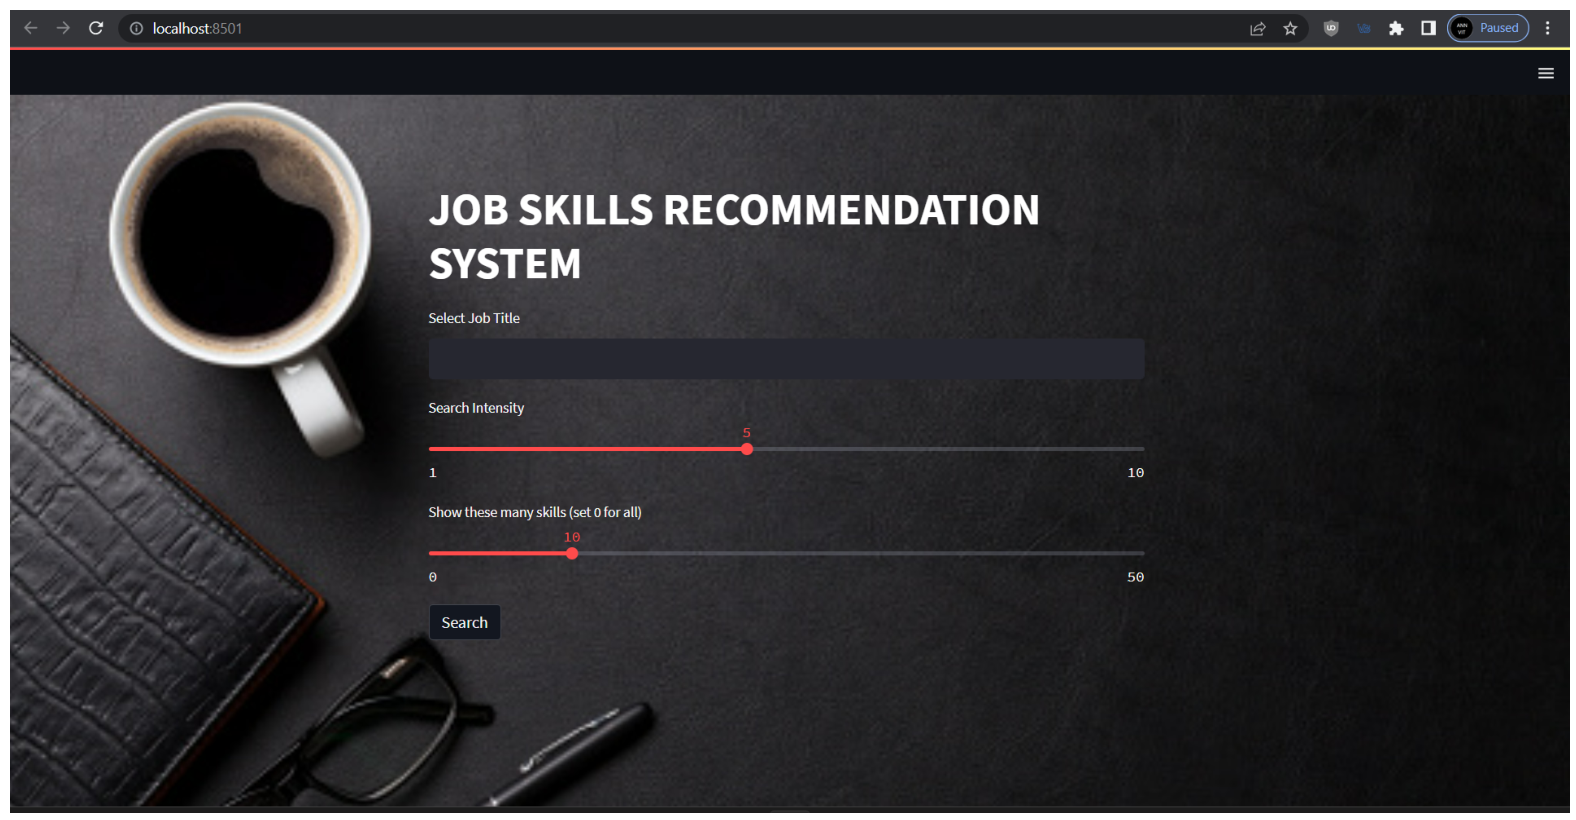 localhost:8501
Paused
JOB SKILLS RECOMMENDATION
SYSTEM
Select Job Title
Search Intensity
5
1 10
Show these many skills (set 0 for all)
10
0 50
Search